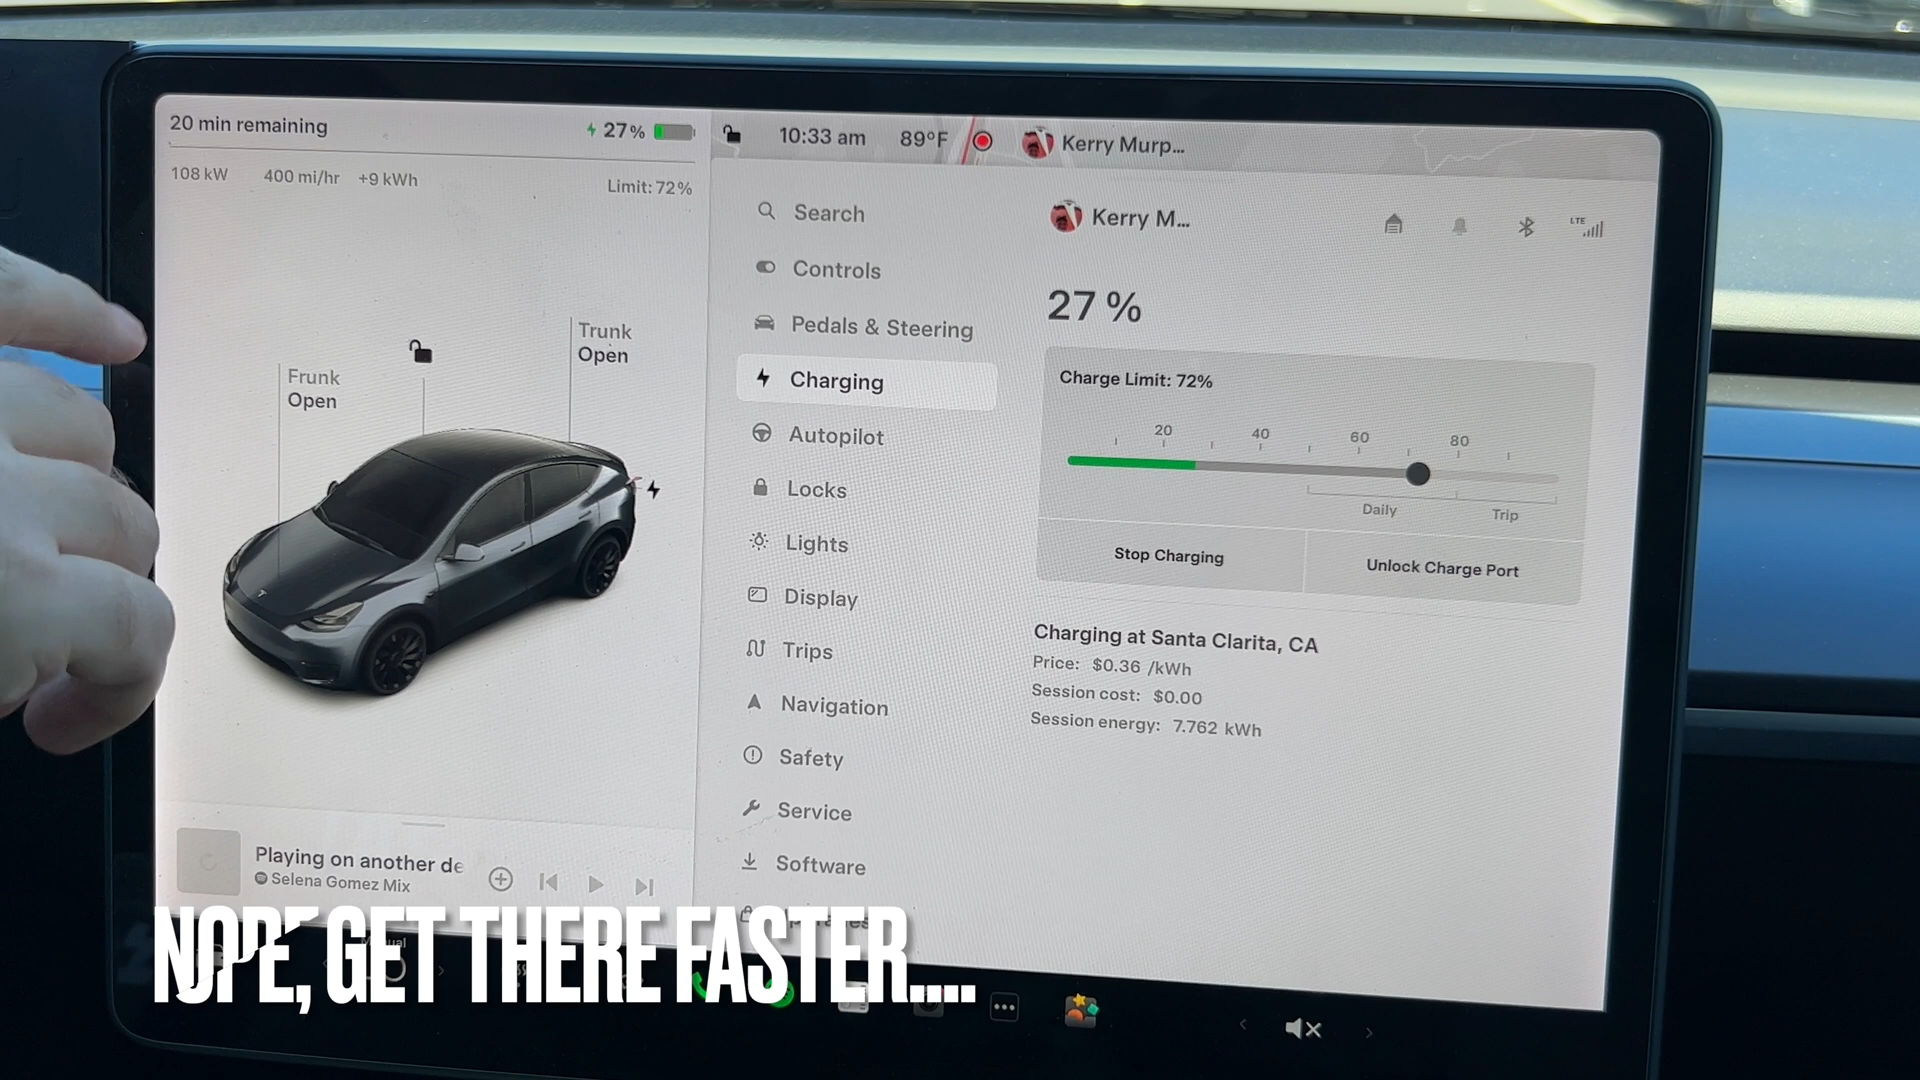 20 min remaining
27%
108 kW 400 mi/hr +9 kWh
Limit: 72%
Trunk
Open
Frunk
Open
Playing on another de
Selena Gomez Mix
10:33 am 89°F Kerry Murp...
Search
Controls
Pedals & Steering
Charging
Autopilot
Locks
Lights
Display
Trips
Navigation
Safety
Service
Software
Kerry M...
LTE
27 %
Charge Limit: 72%
20 40 60 80
Daily Trip
Stop Charging Unlock Charge Port
Charging at Santa Clarita, CA
Price: $0.36 /kWh
Session cost: $0.00
Session energy: 7.762 kWh
NOPE, GET THERE FASTER....